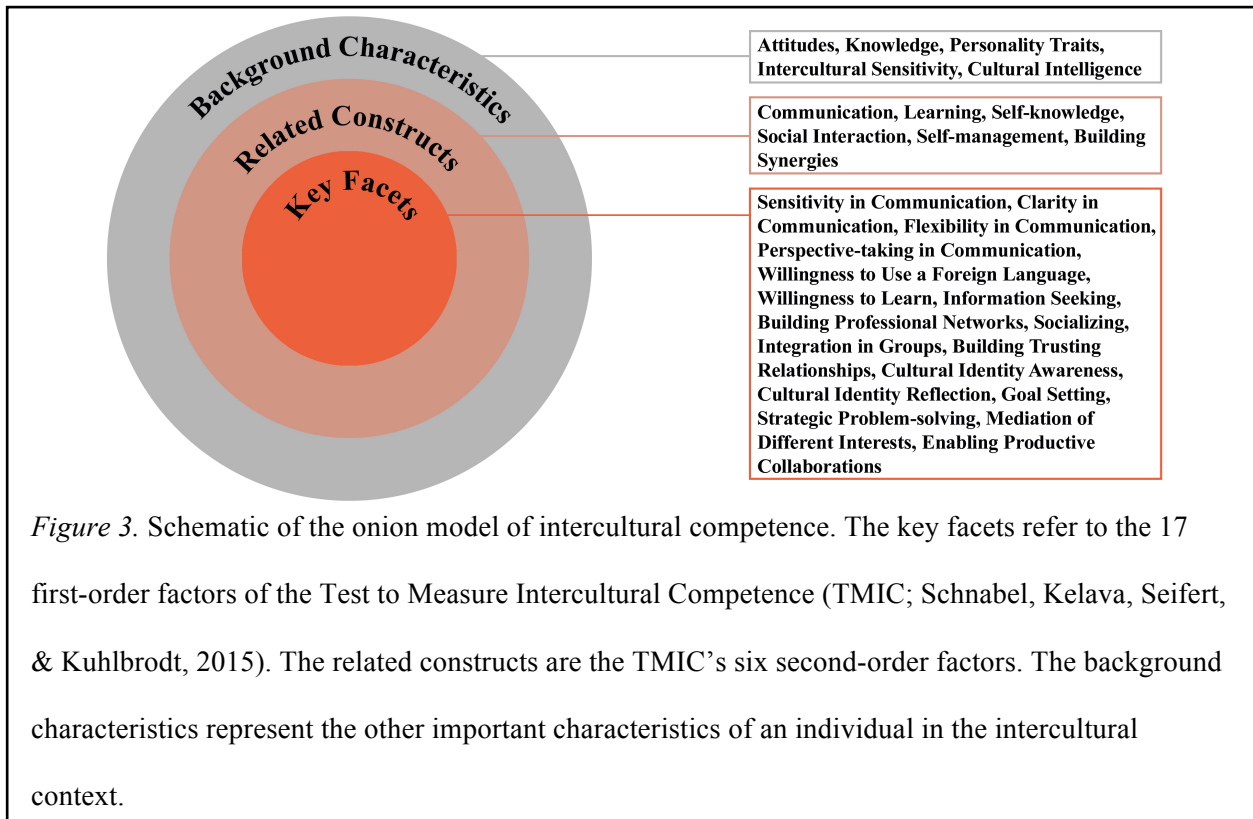 Background Characteristics
Related Constructs
Key Facets
Attitudes, Knowledge, Personality Traits,
Intercultural Sensitivity, Cultural Intelligence
Communication, Learning, Self-knowledge,
Social Interaction, Self-management, Building
Synergies
Sensitivity in Communication, Clarity in
Communication, Flexibility in Communication,
Perspective-taking in Communication,
Willingness to Use a Foreign Language,
Willingness to Learn, Information Seeking,
Building Professional Networks, Socializing,
Integration in Groups, Building Trusting
Relationships, Cultural Identity Awareness,
Cultural Identity Reflection, Goal Setting,
Strategic Problem-solving, Mediation of
Different Interests, Enabling Productive
Collaborations
Figure 3. Schematic of the onion model of intercultural competence. The key facets refer to the 17
first-order factors of the Test to Measure Intercultural Competence (TMIC; Schnabel, Kelava, Seifert,
& Kuhlbrodt, 2015). The related constructs are the TMIC’s six second-order factors. The background
characteristics represent the other important characteristics of an individual in the intercultural
context.